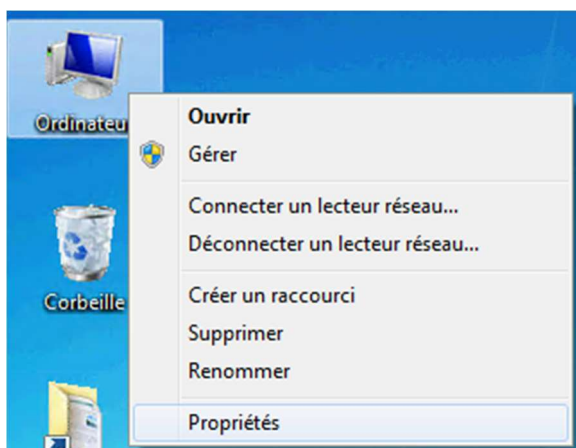 Ordinateu
Ouvrir
Gérer
Connecter un lecteur réseau...
Déconnecter un lecteur réseau...
Corbeille
Créer un raccourci
Supprimer
Renommer
Propriétés